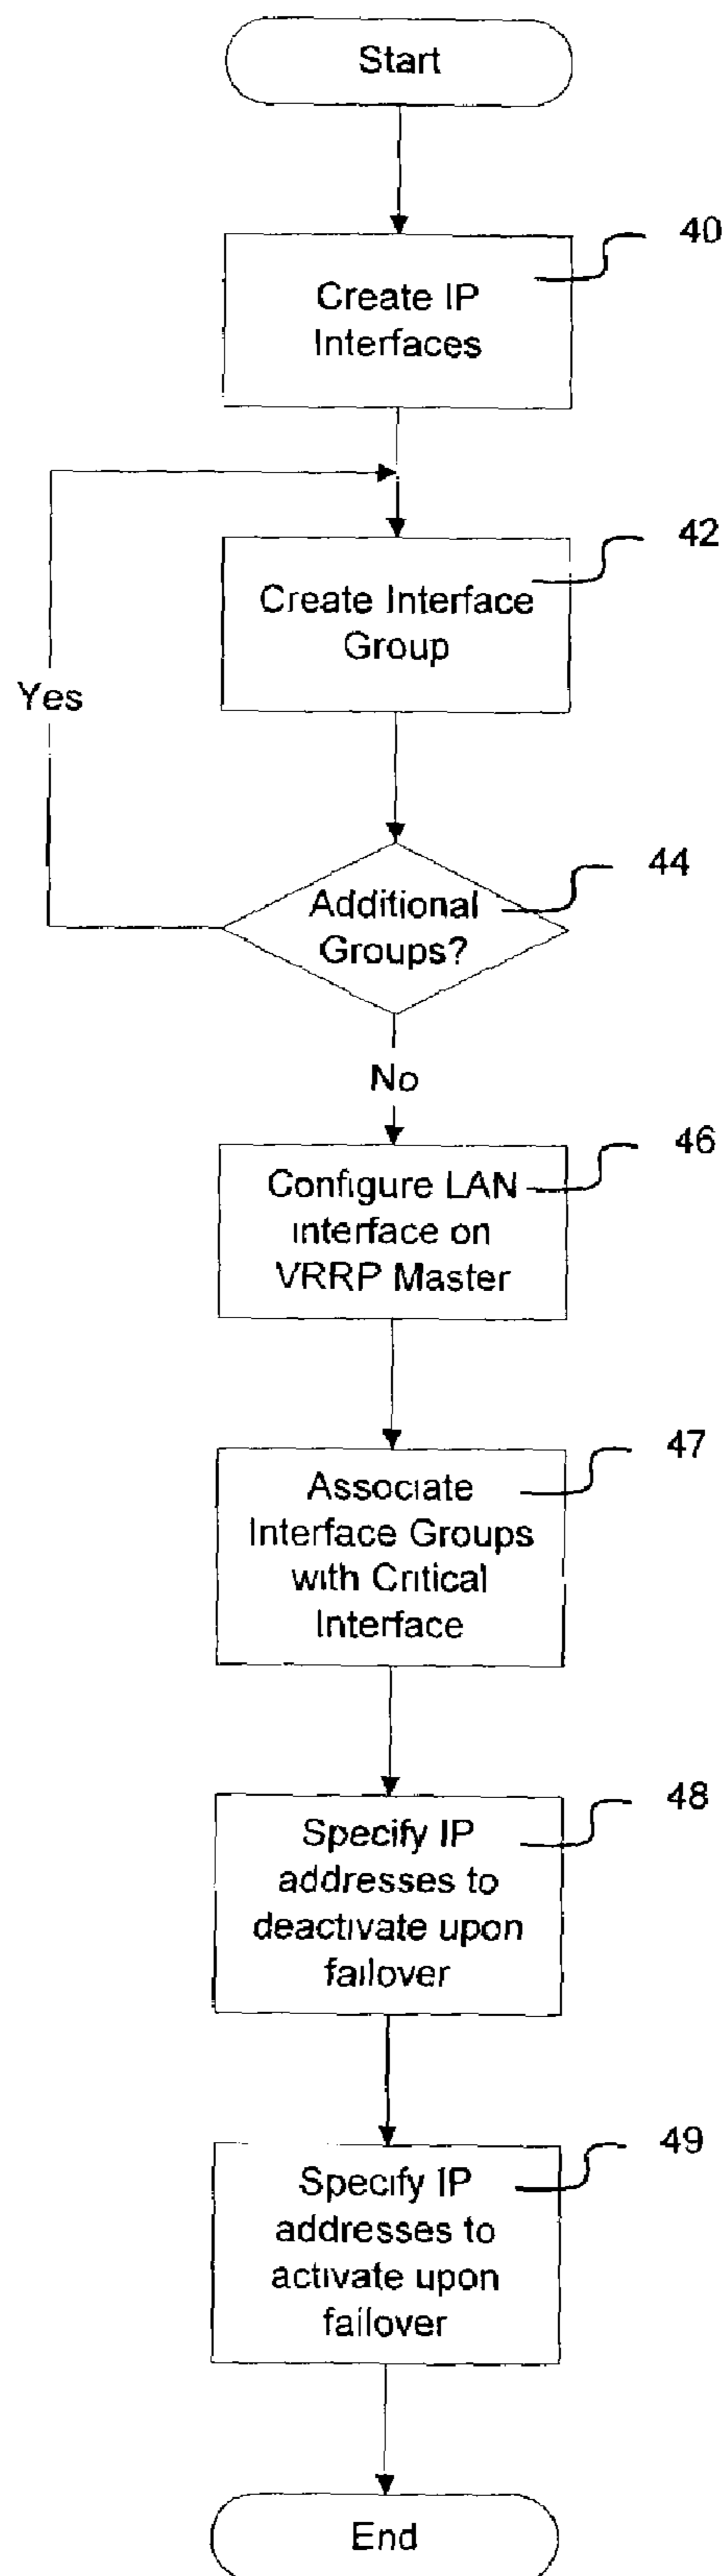 Start
40
Create IP
Interfaces
42
Create Interface
Group
Yes
44
Additional
Groups?
No
46
Configure LAN
interface on
VRRP Master
47
Associate
Interface Groups
with Critical
Interface
48
Specify IP
addresses to
deactivate upon
failover
49
Specify IP
addresses to
activate upon
failover
End